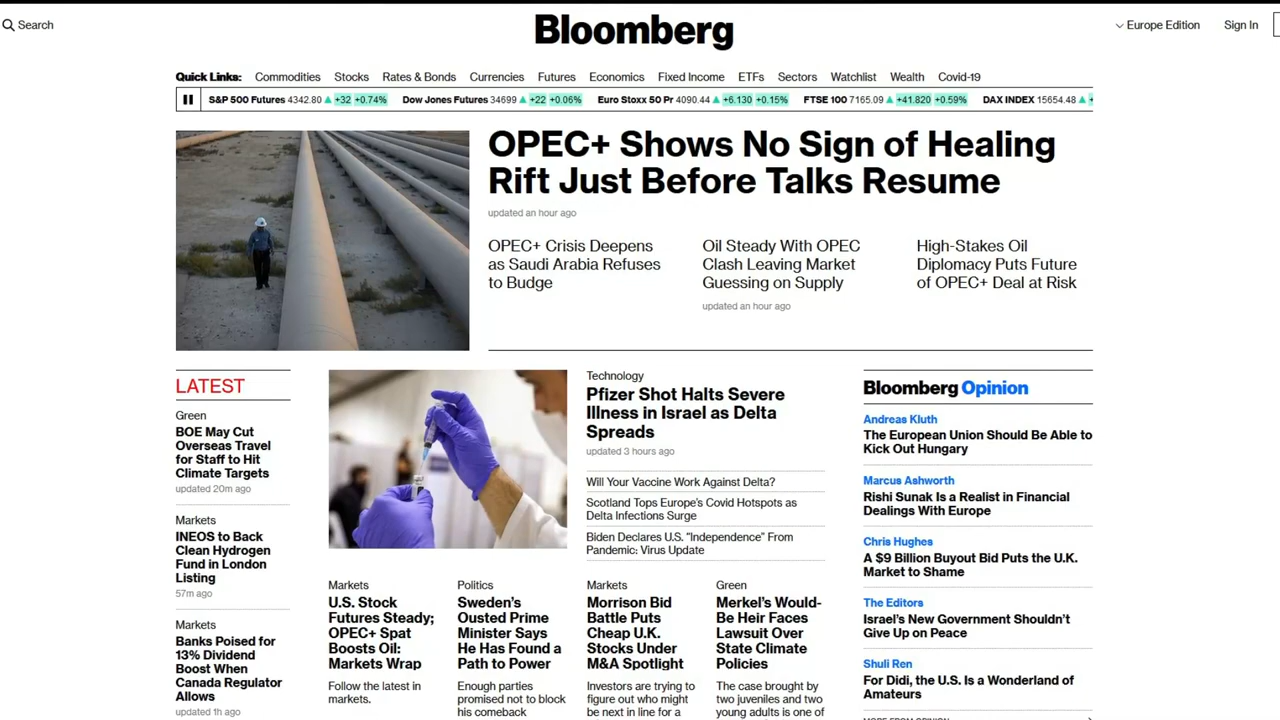 Search
Bloomberg
Europe Edition
Sign In
Quick Links: Commodities Stocks Rates & Bonds Currencies Futures Economics Fixed Income ETFs Sectors Watchlist Wealth Covid-19
S&P 500 Futures 4342.80 ▲ +32 +0.74% Dow Jones Futures 34699 ▲ +22 +0.06% Euro Stoxx 50 Pr 4090.44 ▲ +6.130 +0.15% FTSE 100 7165.09 ▲ +41.820 +0.59% DAX INDEX 15654.48 ▲ +
OPEC+ Shows No Sign of Healing
Rift Just Before Talks Resume
updated an hour ago
OPEC+ Crisis Deepens
as Saudi Arabia Refuses
to Budge
Oil Steady With OPEC
Clash Leaving Market
Guessing on Supply
updated an hour ago
High-Stakes Oil
Diplomacy Puts Future
of OPEC+ Deal at Risk
LATEST
Green
BOE May Cut
Overseas Travel
for Staff to Hit
Climate Targets
updated 20m ago
Markets
INEOS to Back
Clean Hydrogen
Fund in London
Listing
57m ago
Markets
Banks Poised for
13% Dividend
Boost When
Canada Regulator
Allows
updated 1h ago
Technology
Pfizer Shot Halts Severe
Illness in Israel as Delta
Spreads
updated 3 hours ago
Will Your Vaccine Work Against Delta?
Scotland Tops Europe's Covid Hotspots as
Delta Infections Surge
Biden Declares U.S. "Independence" From
Pandemic: Virus Update
Markets
U.S. Stock
Futures Steady;
OPEC+ Spat
Boosts Oil:
Markets Wrap
Follow the latest in
markets.
Politics
Sweden's
Ousted Prime
Minister Says
He Has Found a
Path to Power
Enough parties
promised not to block
his comeback
Markets
Morrison Bid
Battle Puts
Cheap U.K.
Stocks Under
M&A Spotlight
Investors are trying to
figure out who might
be next in line for a
Green
Merkel's Would-
Be Heir Faces
Lawsuit Over
State Climate
Policies
The case brought by
two juveniles and two
young adults is one of
Bloomberg Opinion
Andreas Kluth
The European Union Should Be Able to
Kick Out Hungary
Marcus Ashworth
Rishi Sunak Is a Realist in Financial
Dealings With Europe
Chris Hughes
A $9 Billion Buyout Bid Puts the U.K.
Market to Shame
The Editors
Israel's New Government Shouldn't
Give Up on Peace
Shuli Ren
For Didi, the U.S. Is a Wonderland of
Amateurs